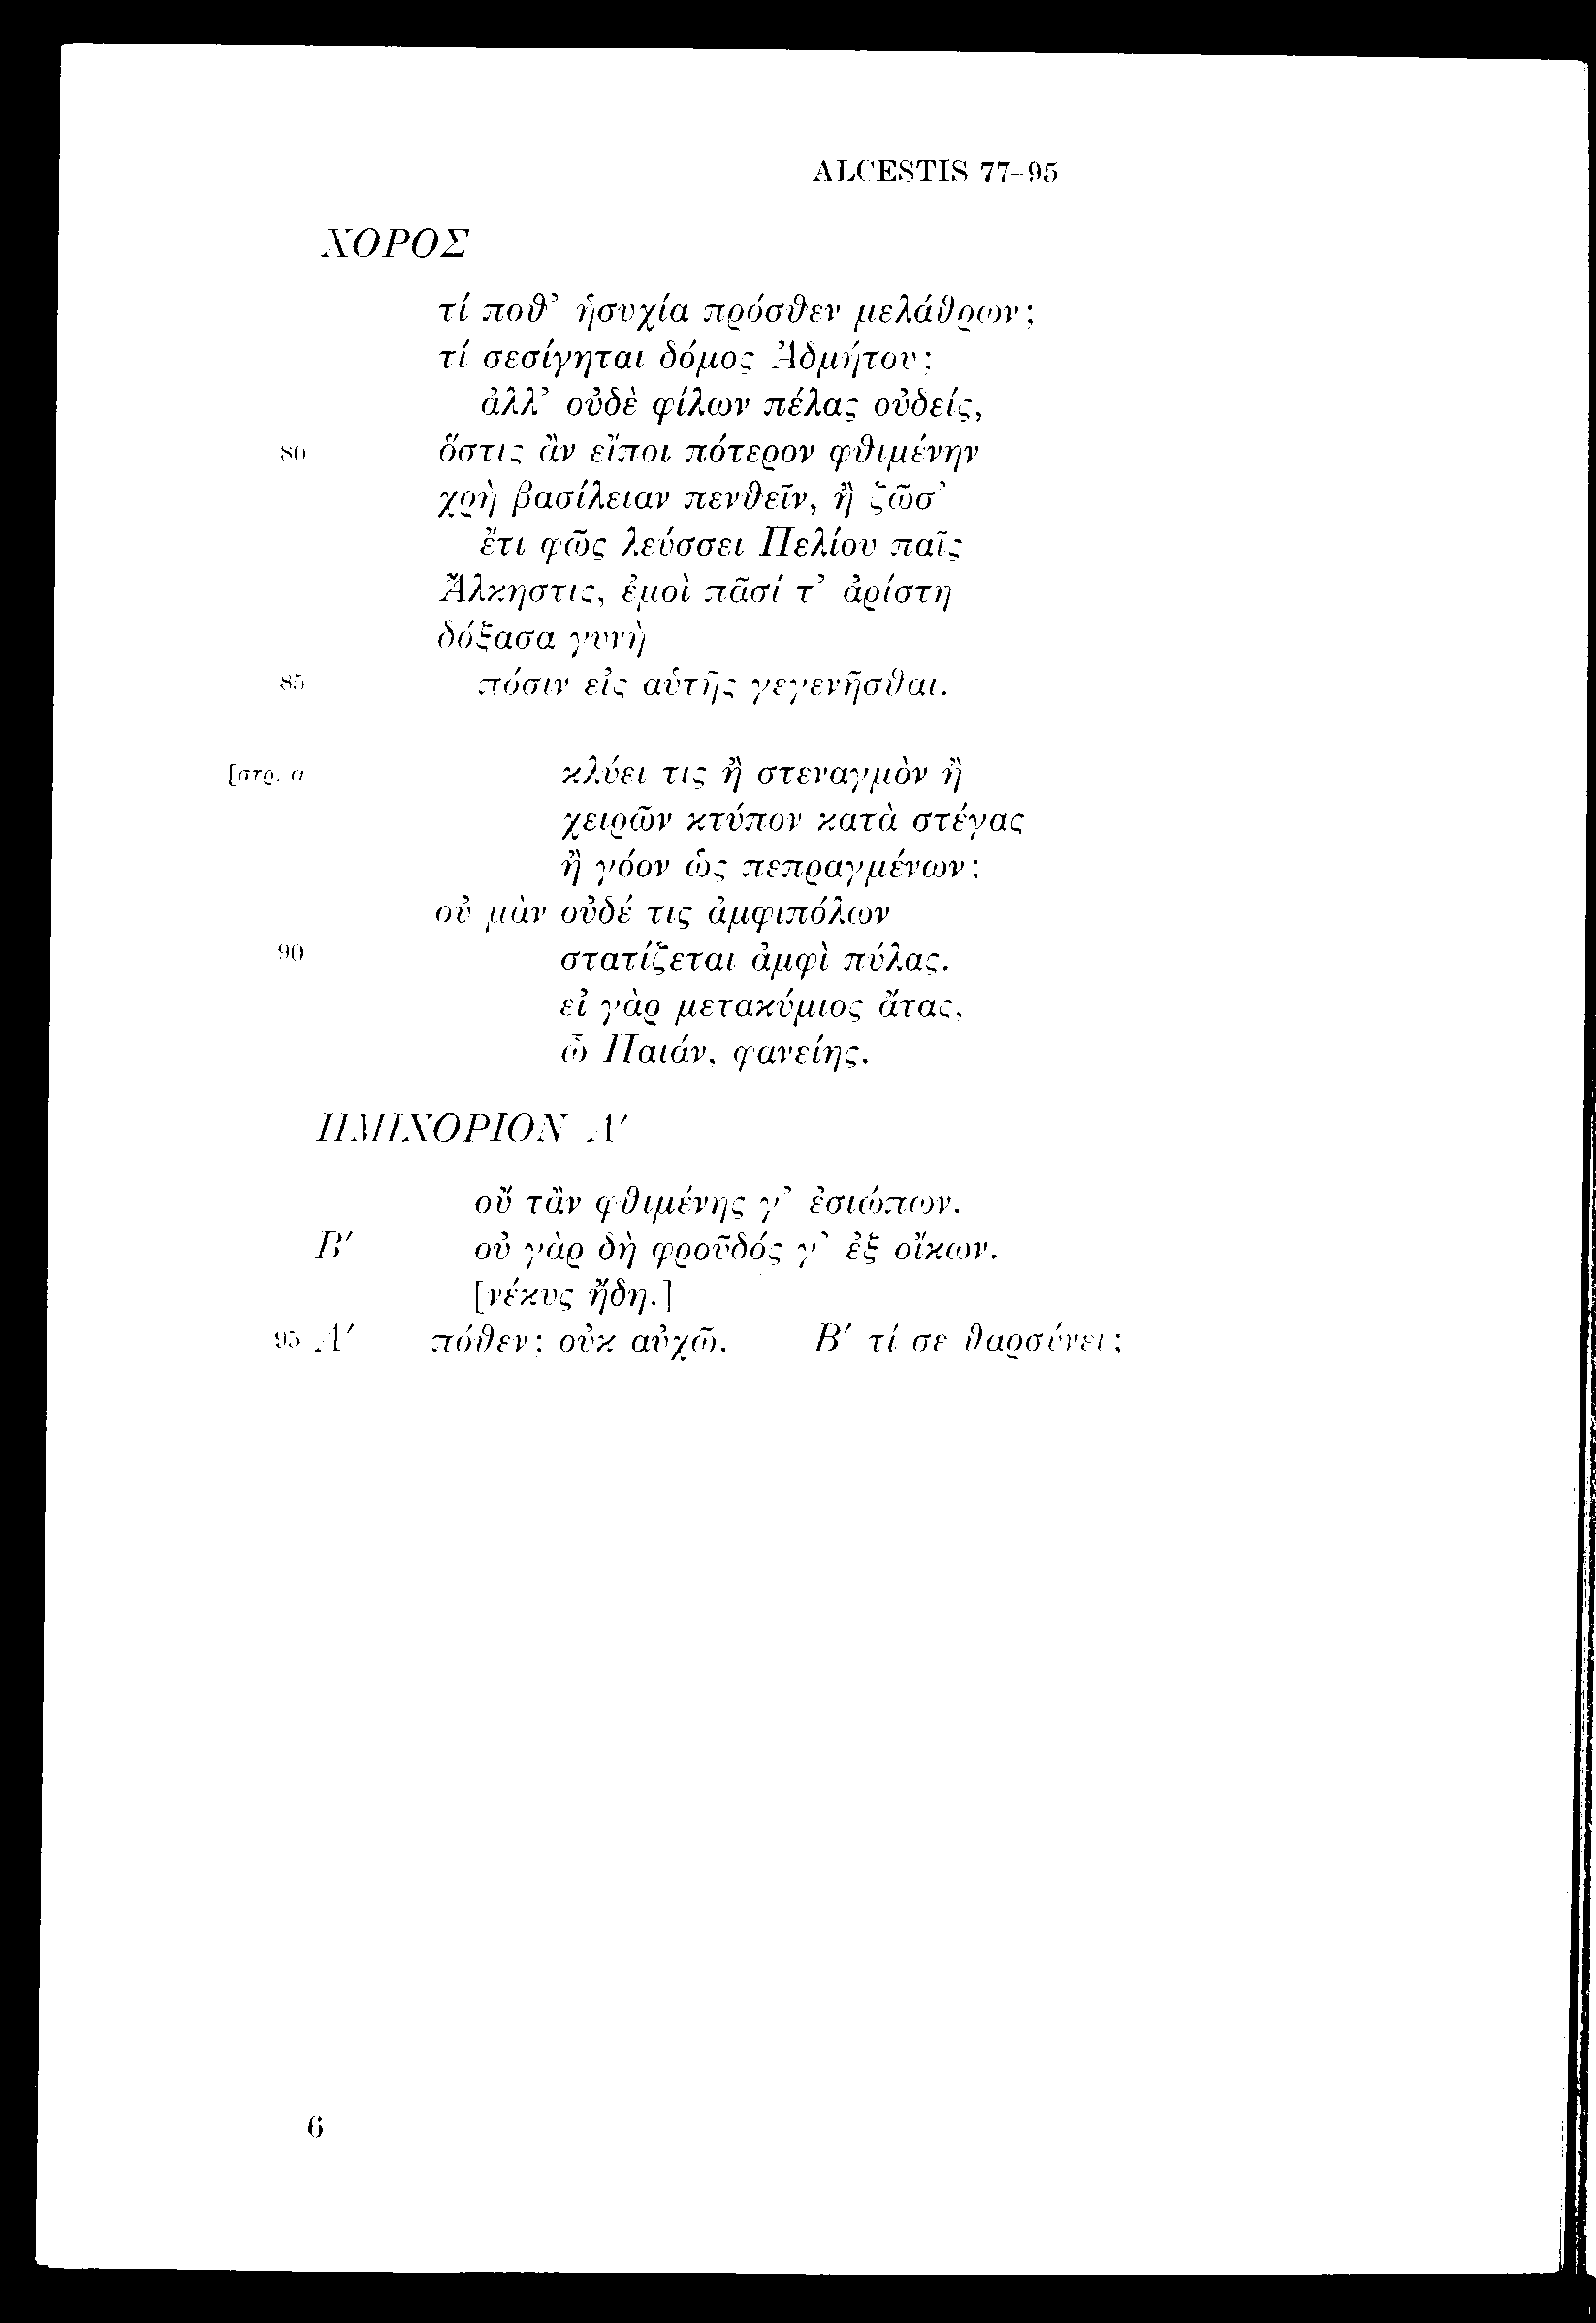 ALCESTIS 77–95
ΧΟΡΟΣ
τί ποθ’ ἡσυχία πρόσθεν μελάθρων;
τί σεσίγηται δόμος Ἀδμήτου;
ἀλλ’ οὐδὲ φίλων πέλας οὐδείς,
80 ὅστις ἂν εἴποι πότερον φθιμένην
χρὴ βασίλειαν πενθεῖν, ἢ ζῶσ’
ἔτι φῶς λεύσσει Πελίου παῖς
Ἄλκηστις, ἐμοὶ πᾶσί τ’ ἀρίστη
δόξασα γυνὴ
85 πόσιν εἰς αὑτῆς γεγενῆσθαι.
[στρ. α κλύει τις ἢ στεναγμὸν ἢ
χειρῶν κτύπον κατὰ στέγας
ἢ γόον ὡς πεπραγμένων;
οὐ μὰν οὐδέ τις ἀμφιπόλων
90 στατίζεται ἀμφὶ πύλας.
εἰ γὰρ μετακύμιος ἄτας,
ὦ Παιάν, φανείης.
ΗΜΙΧΟΡΙΟΝ Α′
οὔ τἂν φθιμένης γ’ ἐσιώπων.
Β′ οὐ γὰρ δὴ φροῦδός γ’ ἐξ οἴκων.
[νέκυς ἤδη.]
95 Α′ πόθεν; οὐκ αὐχῶ. Β′ τί σε θαρσύνει;
6